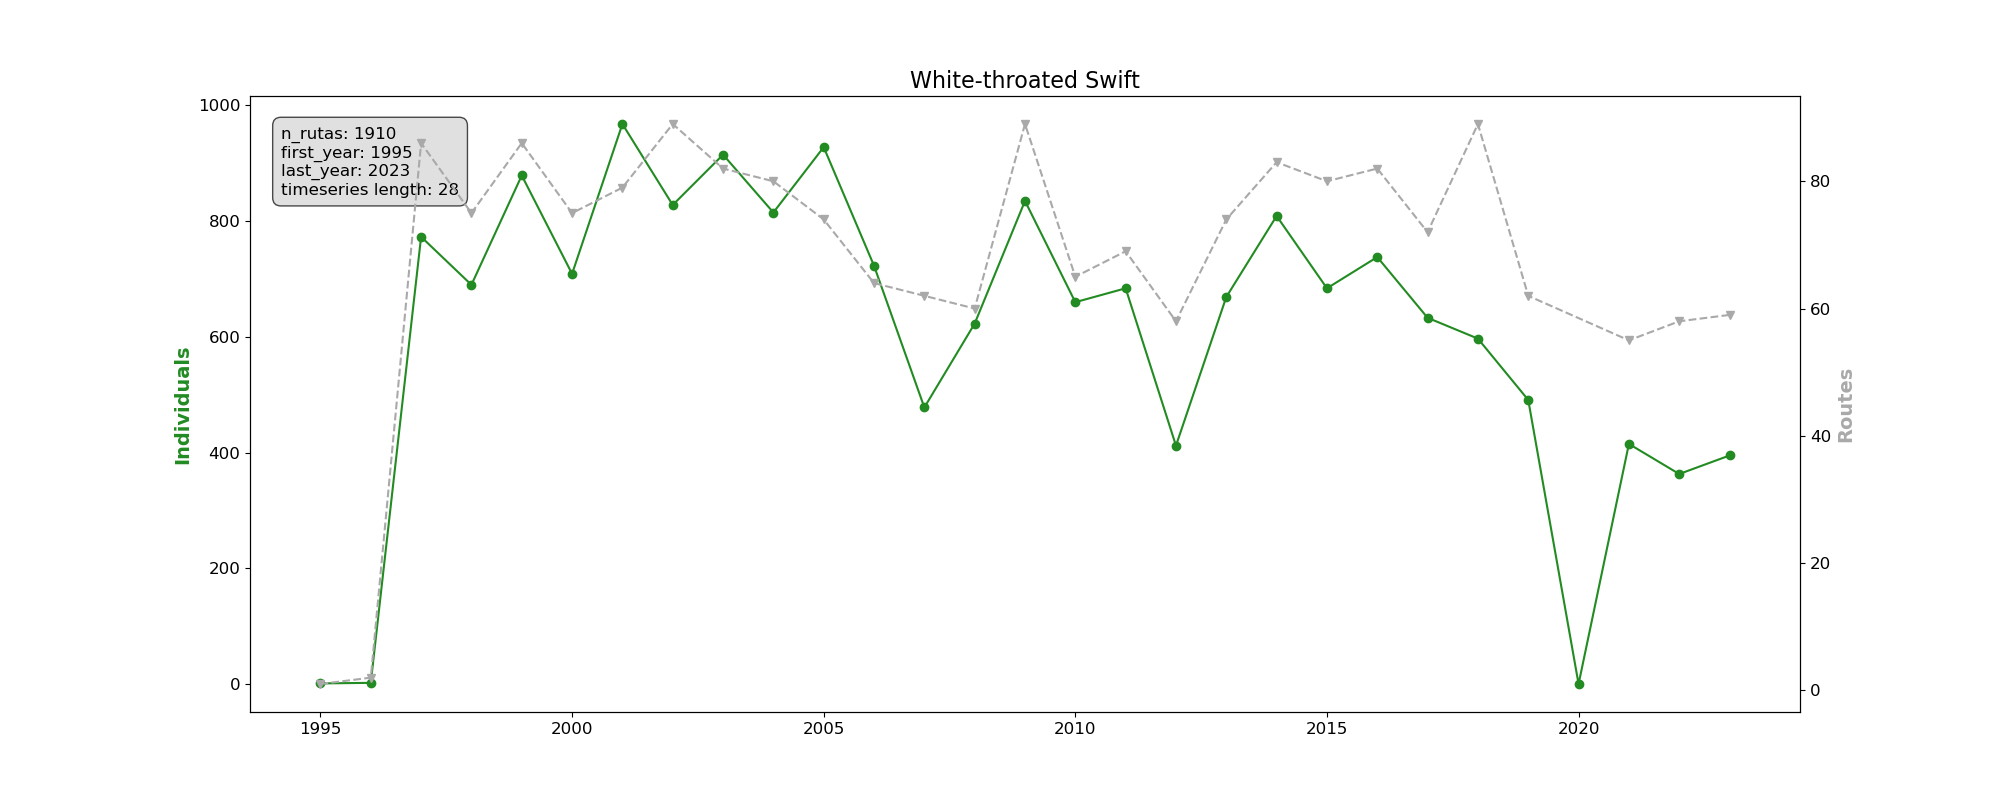 White-throated Swift
n_rutas: 1910
first_year: 1995
last_year: 2023
timeseries length: 28
1000
800
600
400
200
0
Individuals
80
60
40
20
0
Routes
1995
2000
2005
2010
2015
2020